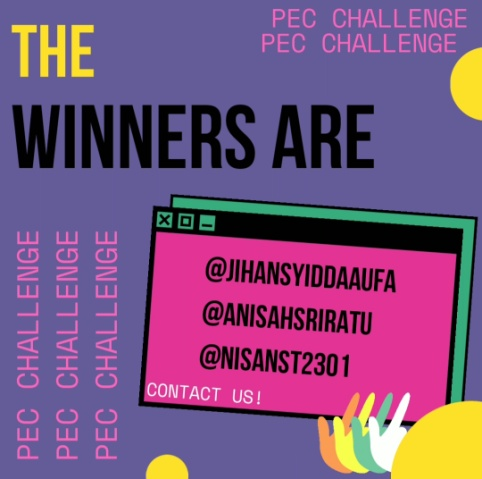 PEC CHALLENGE
PEC CHALLENGE
THE
WINNERS ARE
@JIHANSYIDDAAUFA
@ANISAHSRIRATU
@NISANST2301
CONTACT US!
PEC CHALLENGE
PEC CHALLENGE
PEC CHALLENGE